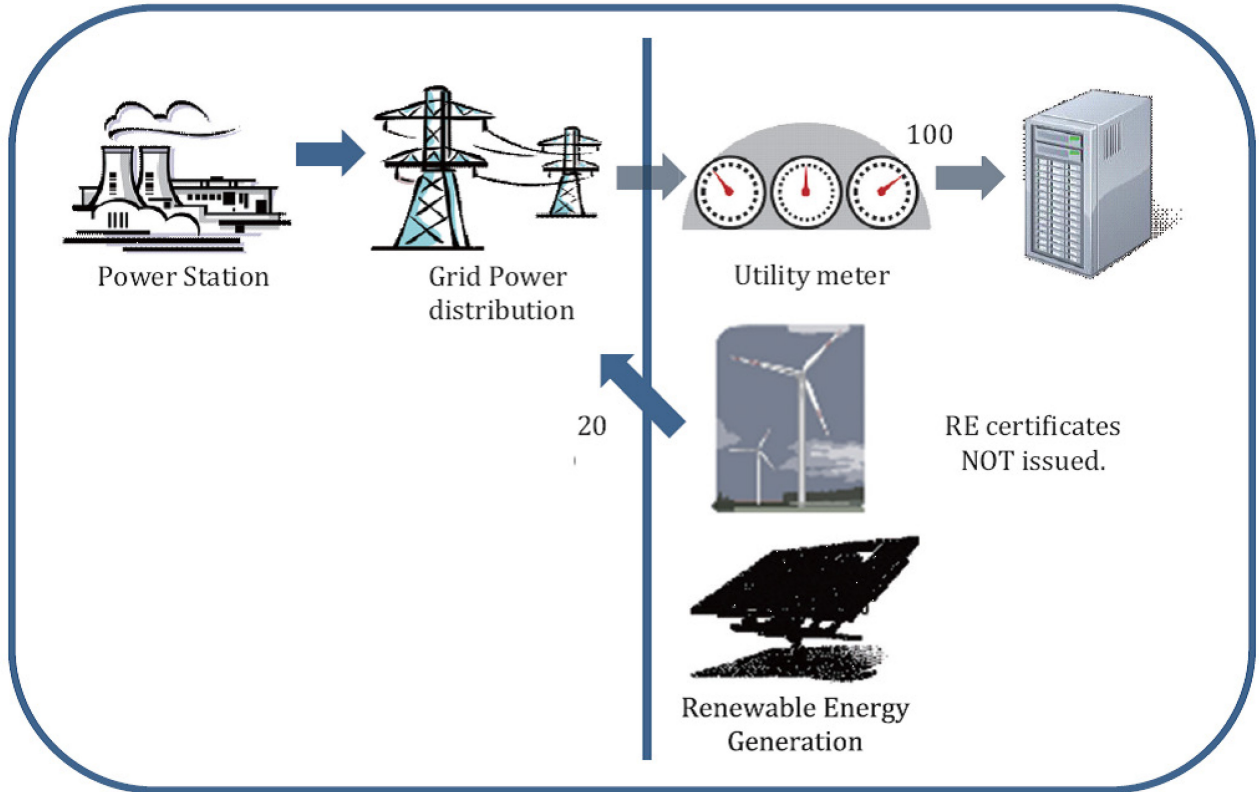 100
Power Station
Grid Power
distribution
Utility meter
20
RE certificates
NOT issued.
Renewable Energy
Generation